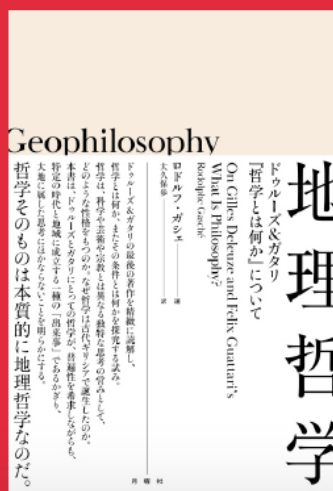 Geophilosophy
地理哲学
ドゥルーズ&ガタリ
『哲学とは何か』について
On Gilles Deleuze and Felix Guattari's
What Is Philosophy?
Rodolphe Gasché
ロドルフ・ガシェ 著
大久保歩 訳
ドゥルーズ&ガタリの最後の著作を精緻に読解し、
哲学とは何か、またその条件とは何かを探究する試み。
哲学は、科学や芸術や宗教とは異なる独特な思考の営みとして、
どのような性格をもつのか。なぜ哲学は古代ギリシアで誕生したのか。
本書は、ドゥルーズとガタリにとっての哲学が、普遍性を希求しながらも、
特定の時代と地域に成立する一種の「出来事」であるかぎり、
大地に根ざした思考にほかならないことを明らかにする。
哲学そのものは本質的に地理哲学なのだ。
月曜社